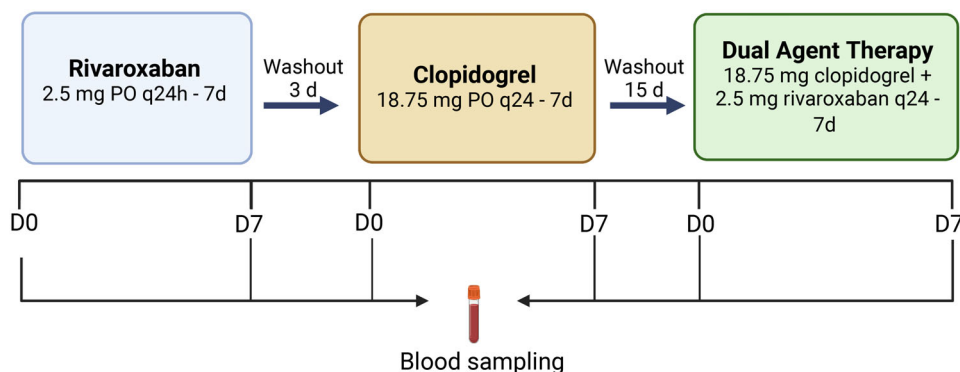 Rivaroxaban
2.5 mg PO q24h - 7d
Washout
3 d
Clopidogrel
18.75 mg PO q24 - 7d
Washout
15 d
Dual Agent Therapy
18.75 mg clopidogrel +
2.5 mg rivaroxaban q24 -
7d
D0
D7
D0
D7
D0
D7
Blood sampling